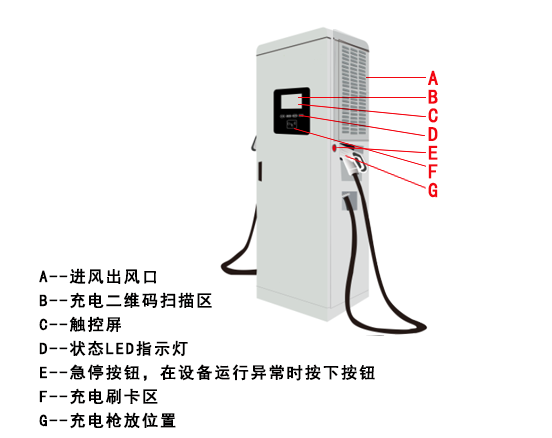 A
B
C
D
E
F
G
A--进风出风口
B--充电二维码扫描区
C--触控屏
D--状态LED指示灯
E--急停按钮，在设备运行异常时按下按钮
F--充电刷卡区
G--充电枪放位置